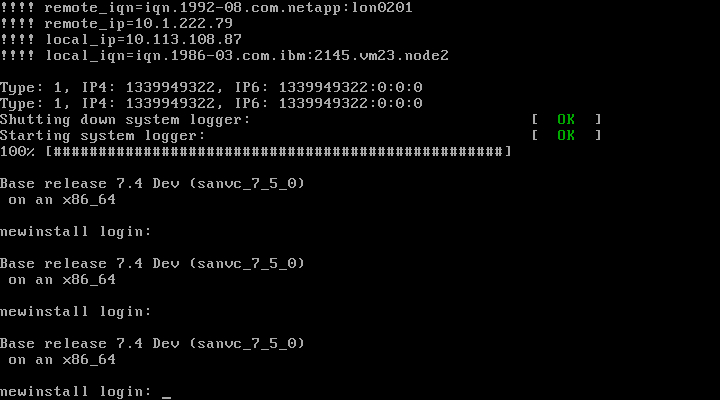 !!!! remote_iqn=iqn.1992-08.com.netapp:lon0201
!!!! remote_ip=10.1.222.79
!!!! local_ip=10.113.108.87
!!!! local_iqn=iqn.1986-03.com.ibm:2145.vm23.node2
Type: 1, IP4: 1339949322, IP6: 1339949322:0:0:0
Type: 1, IP4: 1339949322, IP6: 1339949322:0:0:0
Shutting down system logger: [  OK  ]
Starting system logger: [  OK  ]
100% [##################################################]
Base release 7.4 Dev (sanvc_7_5_0)
on an x86_64
newinstall login:
Base release 7.4 Dev (sanvc_7_5_0)
on an x86_64
newinstall login:
Base release 7.4 Dev (sanvc_7_5_0)
on an x86_64
newinstall login: _